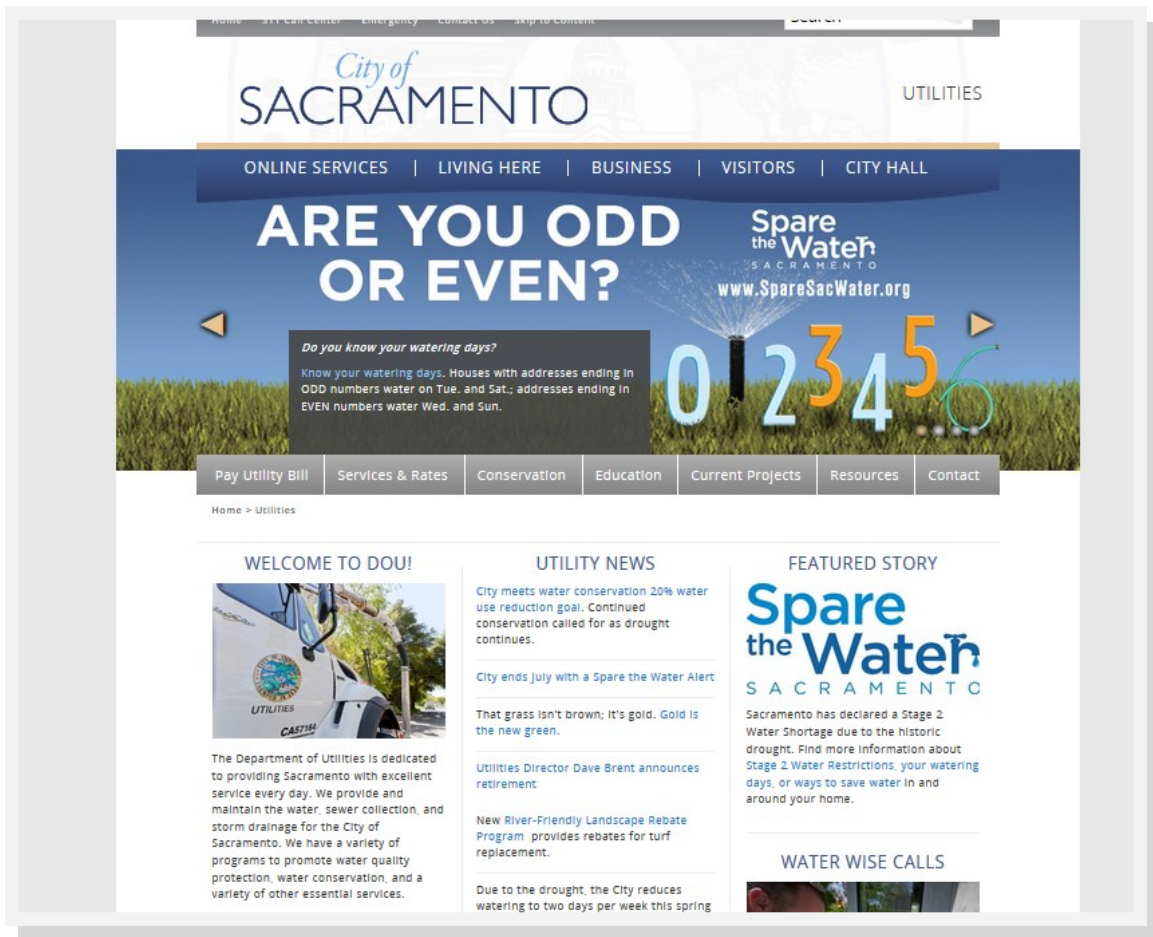 Home 311 Call Center Emergency Contact Us Skip to Content
Search
City of
SACRAMENTO
UTILITIES
ONLINE SERVICES | LIVING HERE | BUSINESS | VISITORS | CITY HALL
ARE YOU ODD
OR EVEN?
Spare
the Water
SACRAMENTO
www.SpareSacWater.org
Do you know your watering days?
Know your watering days. Houses with addresses ending in
ODD numbers water on Tue. and Sat.; addresses ending in
EVEN numbers water Wed. and Sun.
0 2 3 4 5 6
Pay Utility Bill Services & Rates Conservation Education Current Projects Resources Contact
Home > Utilities
WELCOME TO DOU!
UTILITIES
CA57164
The Department of Utilities is dedicated
to providing Sacramento with excellent
service every day. We provide and
maintain the water, sewer collection, and
storm drainage for the City of
Sacramento. We have a variety of
programs to promote water quality
protection, water conservation, and a
variety of other essential services.
UTILITY NEWS
City meets water conservation 20% water
use reduction goal. Continued
conservation called for as drought
continues.
City ends July with a Spare the Water Alert
That grass isn't brown; it's gold. Gold is
the new green.
Utilities Director Dave Brent announces
retirement
New River-Friendly Landscape Rebate
Program provides rebates for turf
replacement.
Due to the drought, the City reduces
watering to two days per week this spring
FEATURED STORY
Spare
the Water
SACRAMENTO
Sacramento has declared a Stage 2
Water Shortage due to the historic
drought. Find more information about
Stage 2 Water Restrictions, your watering
days, or ways to save water in and
around your home.
WATER WISE CALLS